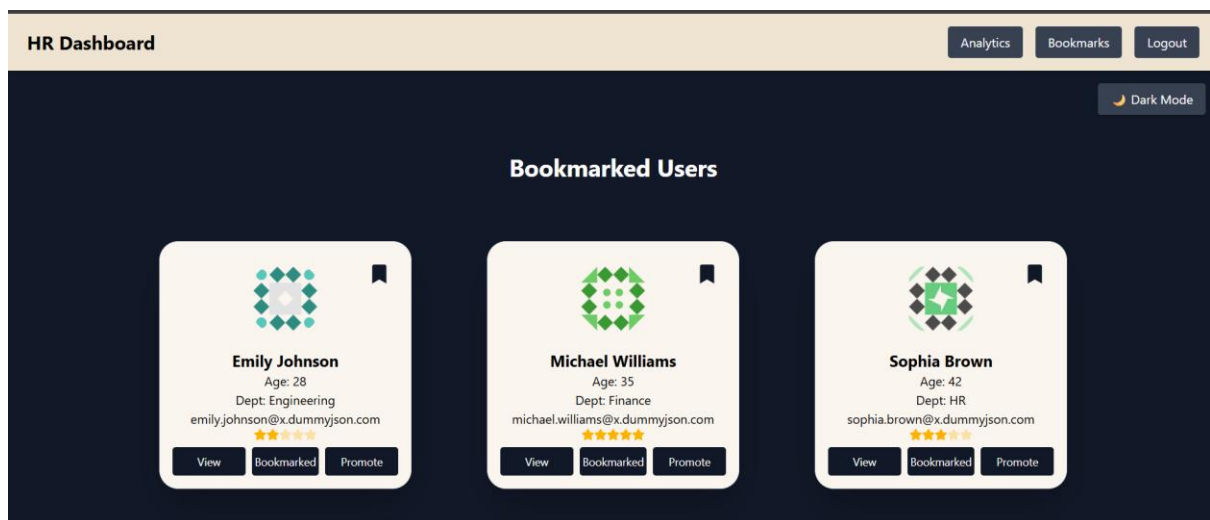 HR Dashboard
Analytics Bookmarks Logout
Dark Mode
Bookmarked Users
Emily Johnson
Age: 28
Dept: Engineering
emily.johnson@x.dummyjson.com
View Bookmarked Promote
Michael Williams
Age: 35
Dept: Finance
michael.williams@x.dummyjson.com
View Bookmarked Promote
Sophia Brown
Age: 42
Dept: HR
sophia.brown@x.dummyjson.com
View Bookmarked Promote